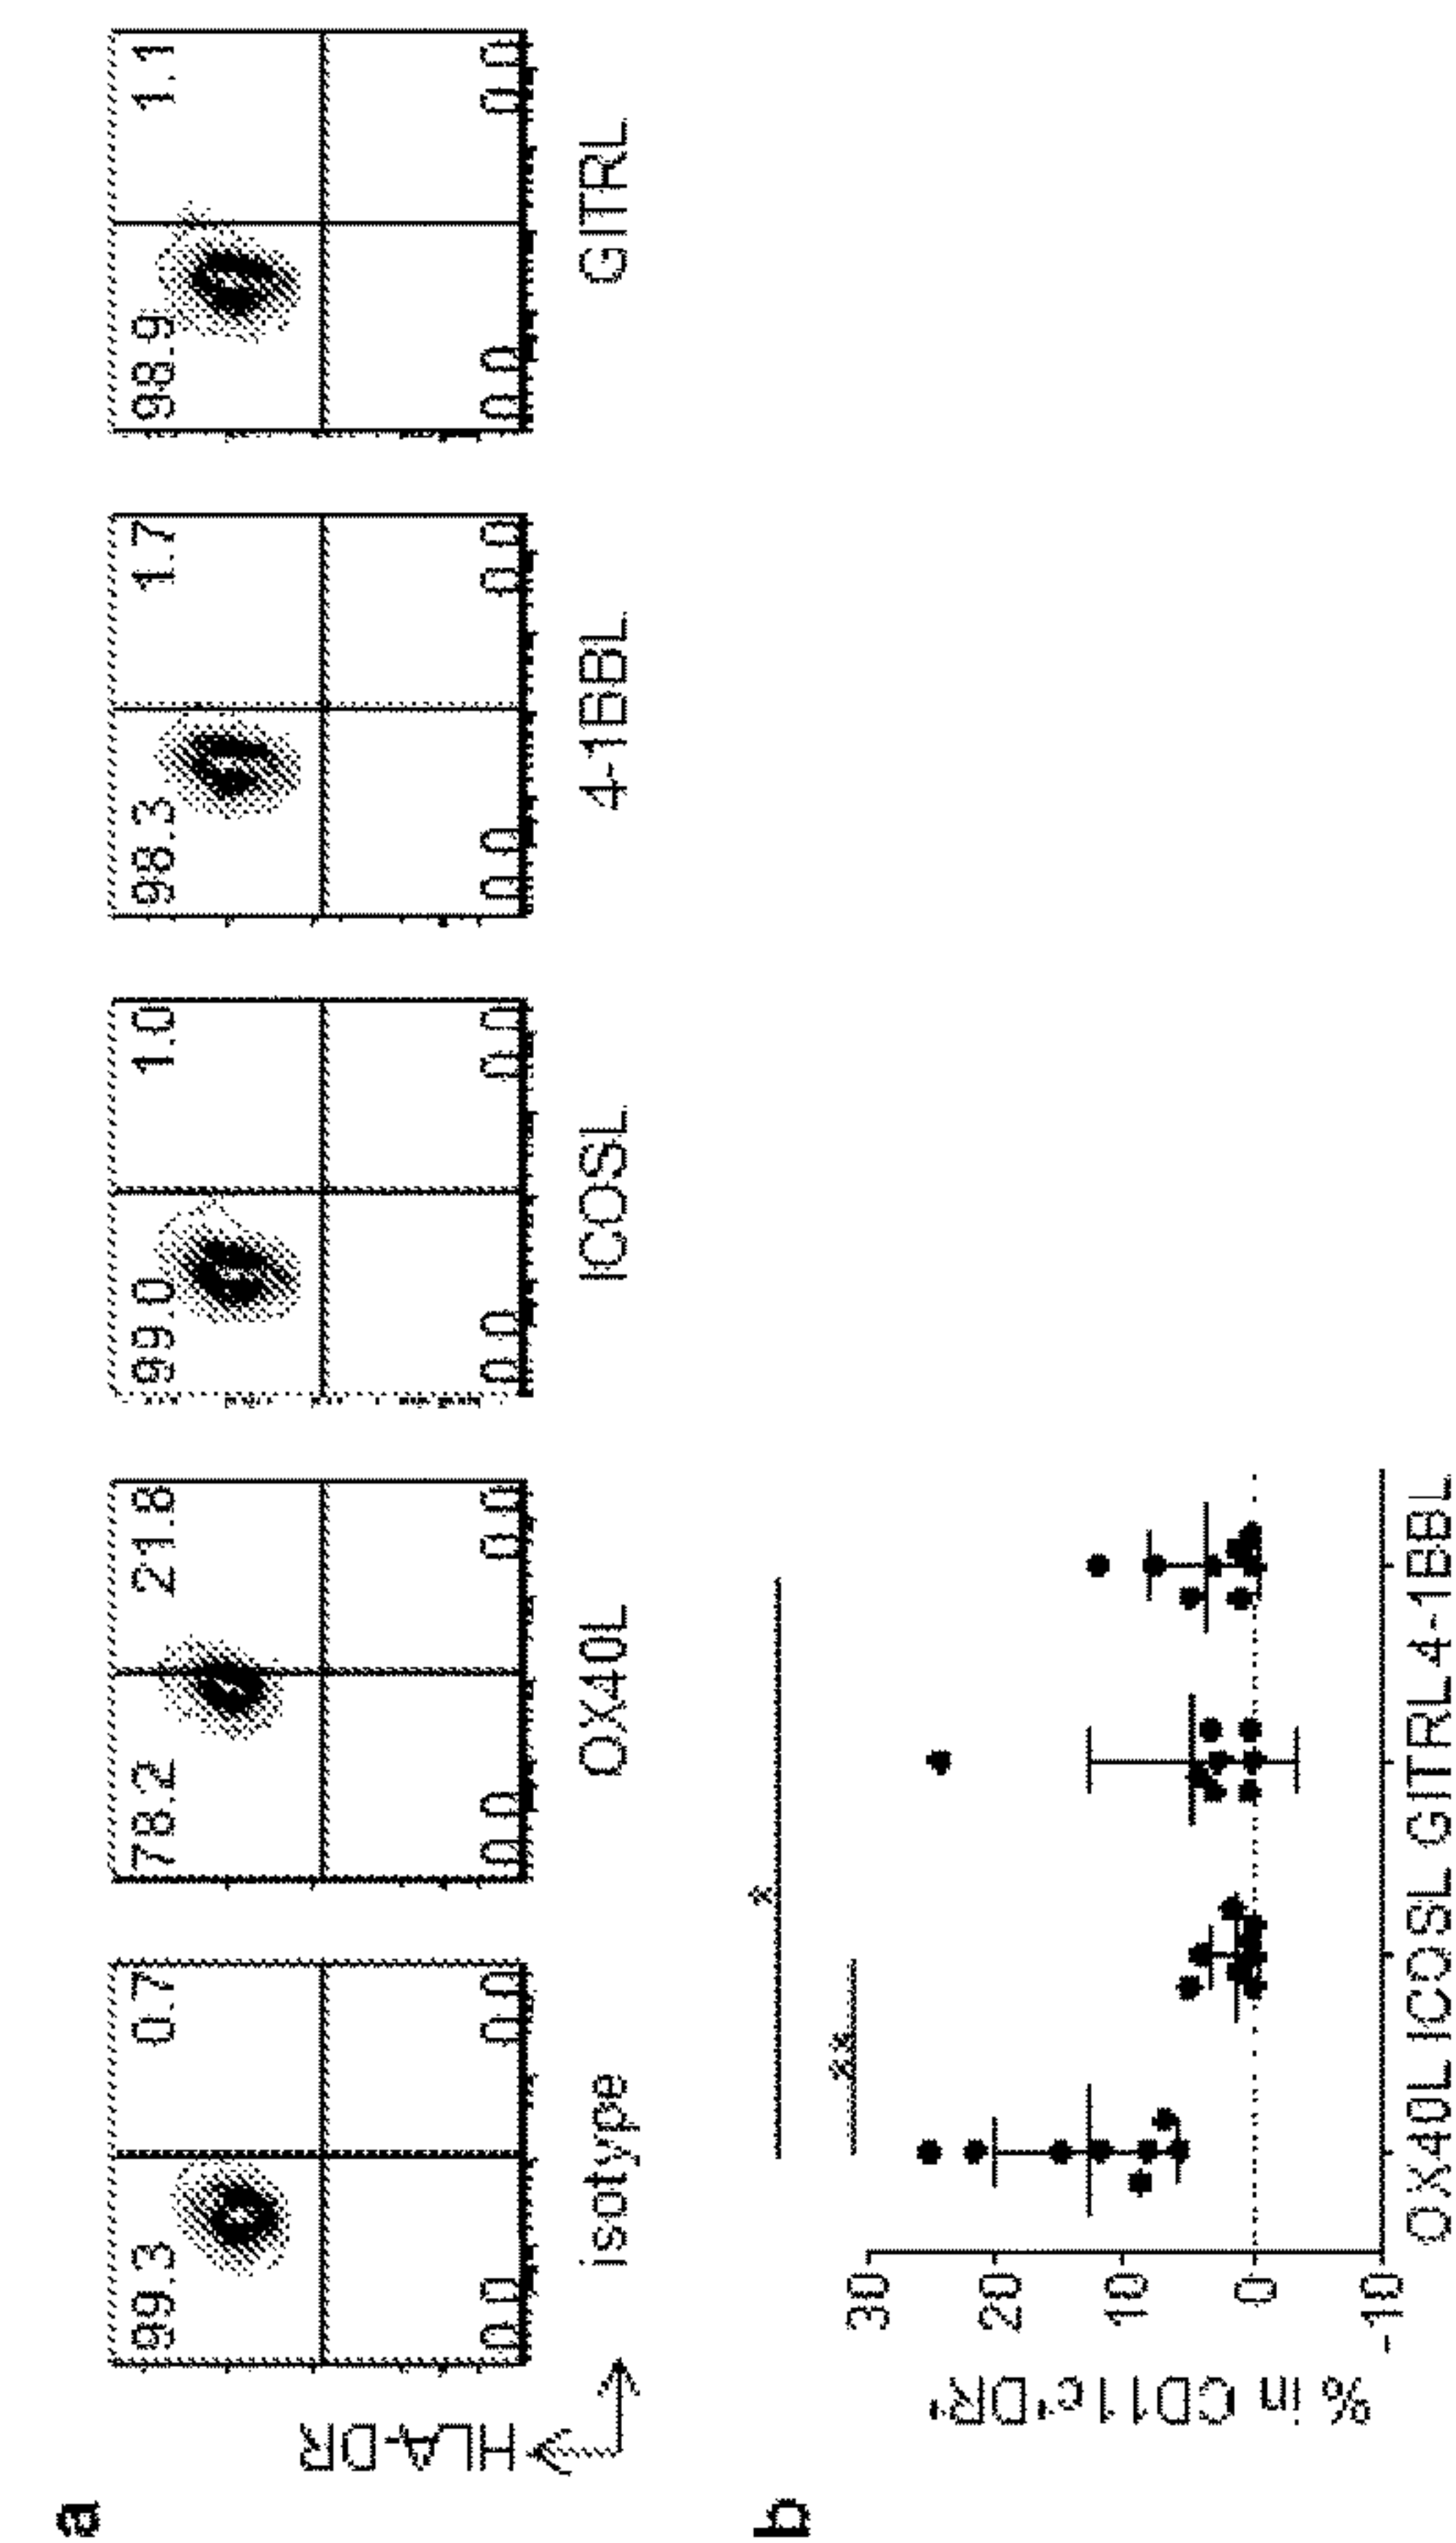 a
HLA-DR
99.3 0.7
0.0 0.0
isotype
78.2 21.8
0.0 0.0
OX40L
99.0 1.0
0.0 0.0
ICOSL
98.3 1.7
0.0 0.0
4-1BBL
98.9 1.1
0.0 0.0
GITRL
b
% in CD11c⁺DR⁺
30
20
10
0
-10
*
**
OX40L ICOSL GITRL 4-1BBL